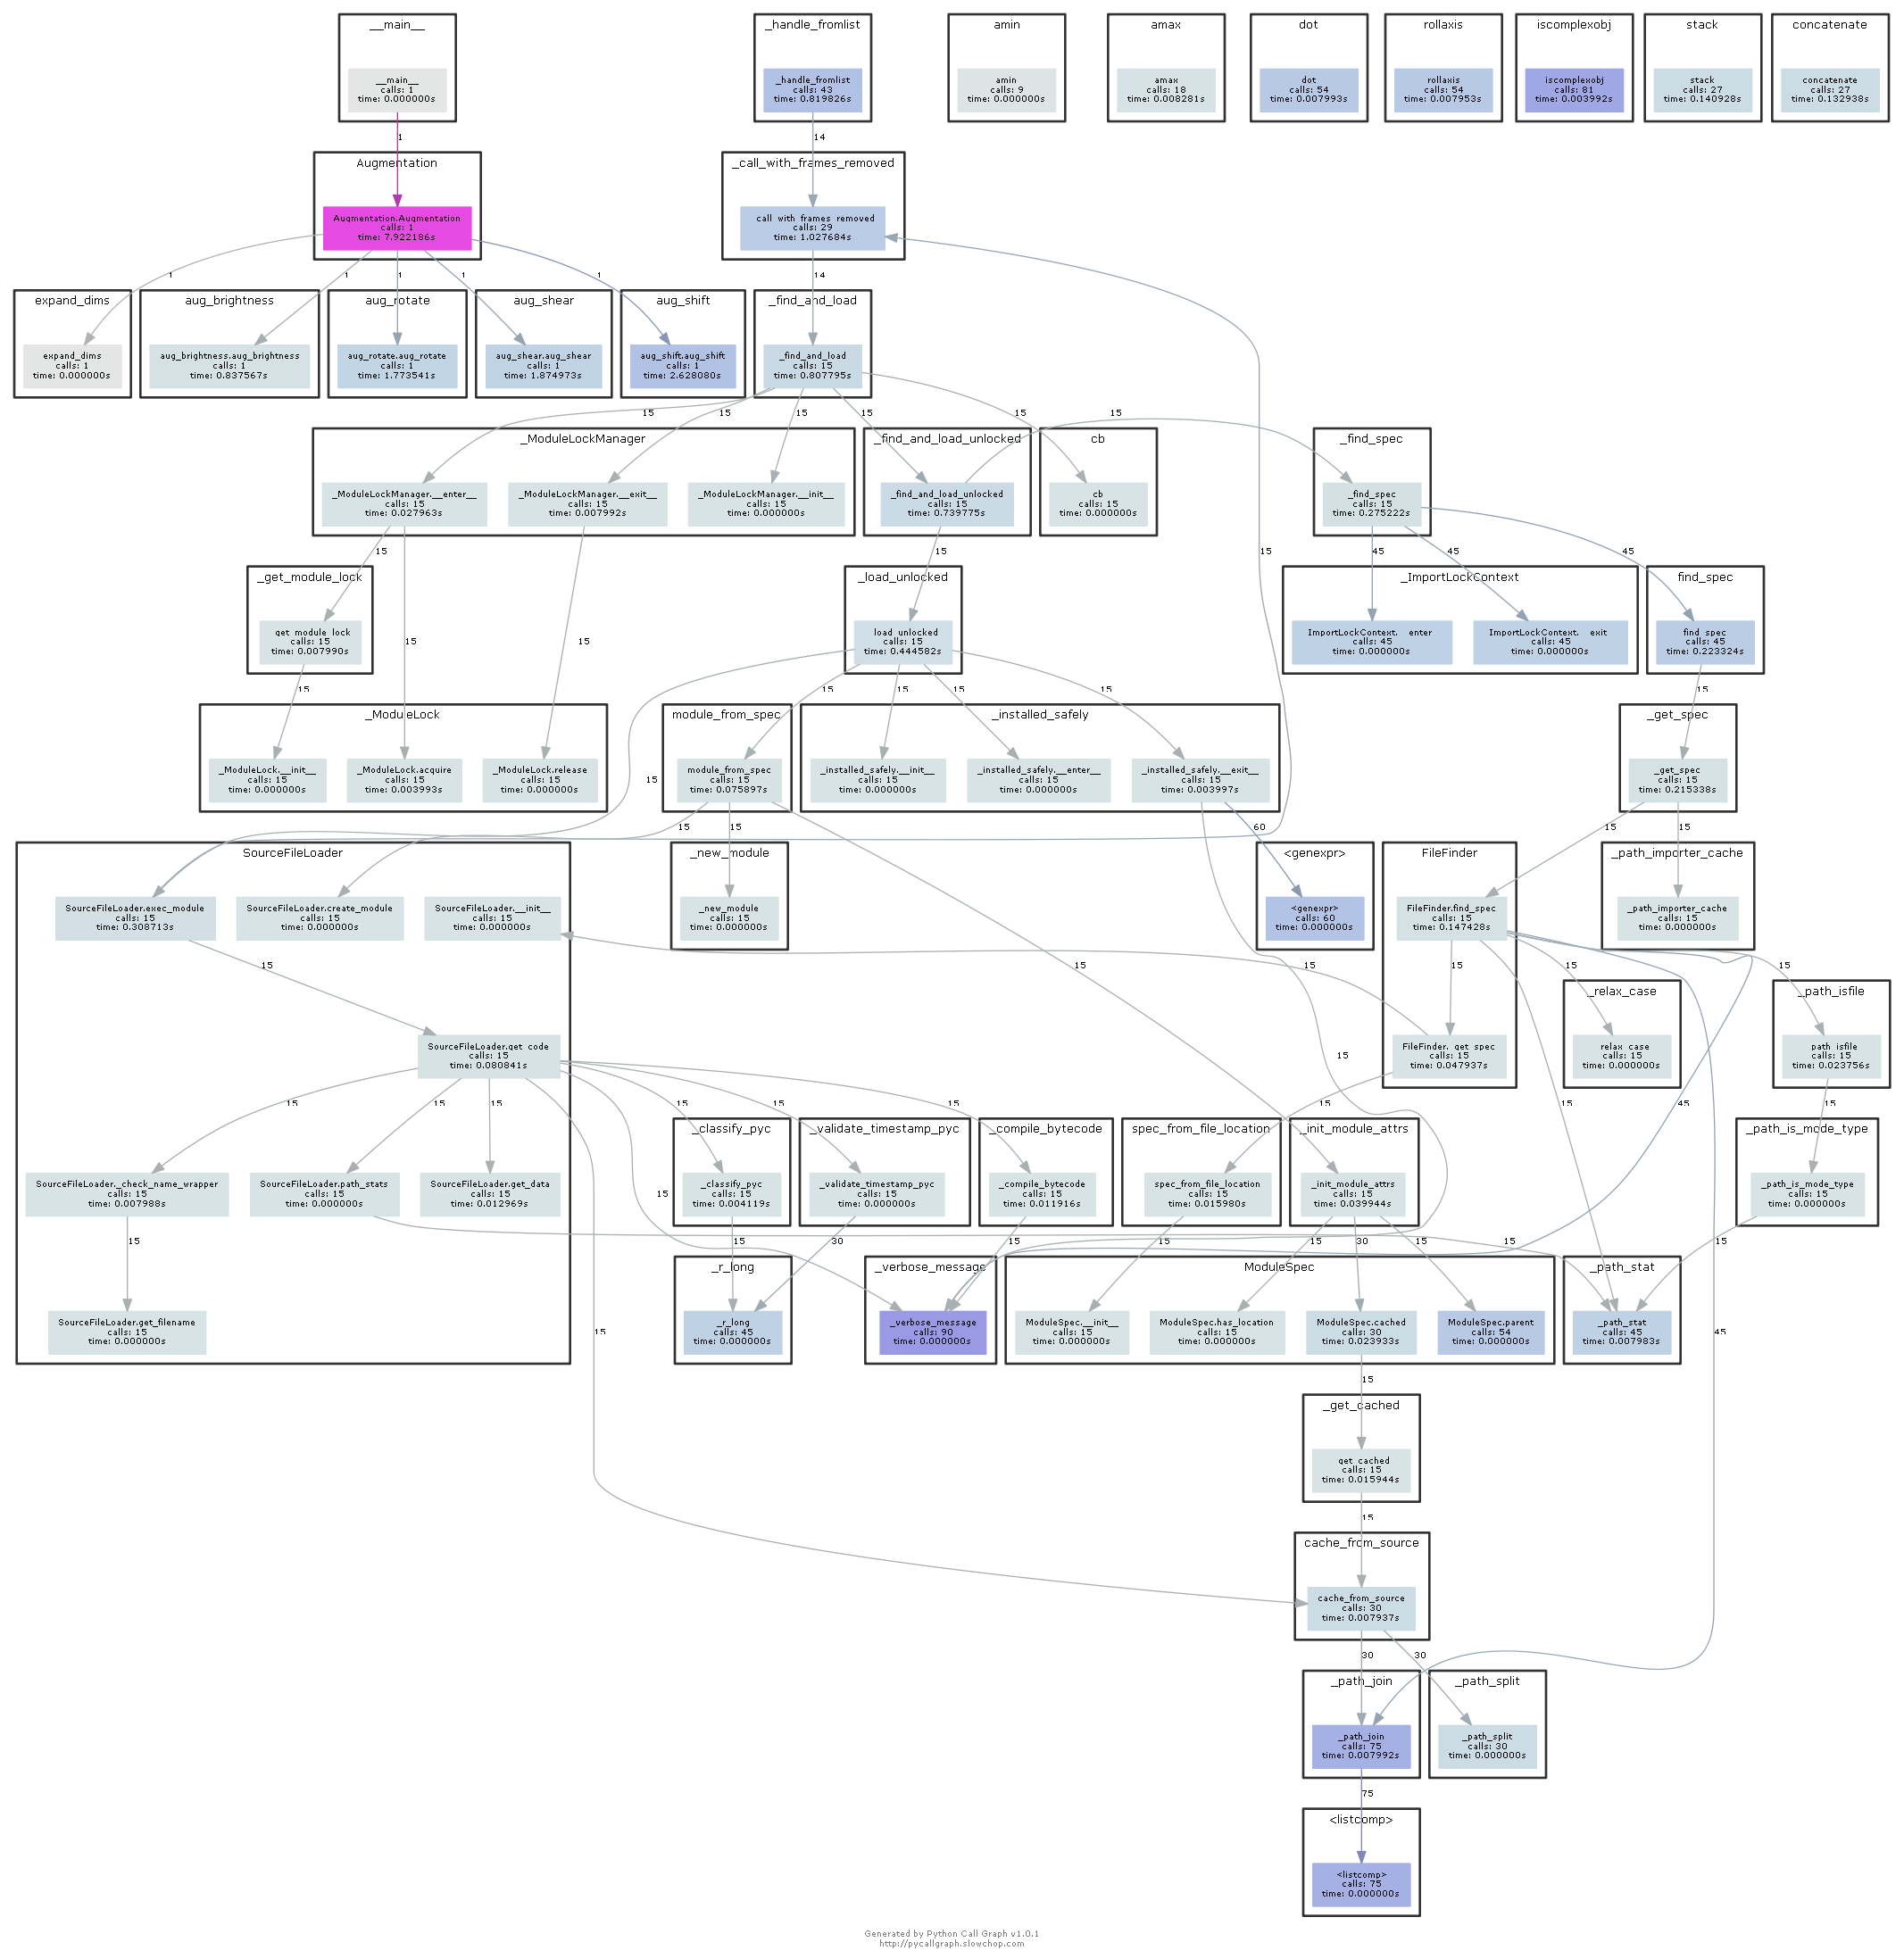 __main__
__main__
calls: 1
time: 0.000000s
_handle_fromlist
_handle_fromlist
calls: 43
time: 0.819826s
amin
amin
calls: 9
time: 0.000000s
amax
amax
calls: 18
time: 0.008281s
dot
dot
calls: 54
time: 0.007993s
rollaxis
rollaxis
calls: 54
time: 0.007953s
iscomplexobj
iscomplexobj
calls: 81
time: 0.003992s
stack
stack
calls: 27
time: 0.140928s
concatenate
concatenate
calls: 27
time: 0.132938s
1
14
Augmentation
Augmentation.Augmentation
calls: 1
time: 7.922186s
_call_with_frames_removed
call with frames removed
calls: 29
time: 1.027684s
1
1
1
1
1
14
15
expand_dims
expand_dims
calls: 1
time: 0.000000s
aug_brightness
aug_brightness.aug_brightness
calls: 1
time: 0.837567s
aug_rotate
aug_rotate.aug_rotate
calls: 1
time: 1.773541s
aug_shear
aug_shear.aug_shear
calls: 1
time: 1.874973s
aug_shift
aug_shift.aug_shift
calls: 1
time: 2.628080s
_find_and_load
_find_and_load
calls: 15
time: 0.807795s
15
15
15
15
15
15
_ModuleLockManager
_ModuleLockManager.__enter__
calls: 15
time: 0.027963s
_ModuleLockManager.__exit__
calls: 15
time: 0.007992s
_ModuleLockManager.__init__
calls: 15
time: 0.000000s
_find_and_load_unlocked
_find_and_load_unlocked
calls: 15
time: 0.739775s
cb
cb
calls: 15
time: 0.000000s
_find_spec
_find_spec
calls: 15
time: 0.275222s
15
15
15
15
45
45
45
_get_module_lock
get module lock
calls: 15
time: 0.007990s
_load_unlocked
load unlocked
calls: 15
time: 0.444582s
_ImportLockContext
ImportLockContext. enter
calls: 45
time: 0.000000s
ImportLockContext. exit
calls: 45
time: 0.000000s
find_spec
find spec
calls: 45
time: 0.223324s
15
15
15
15
15
15
15
_ModuleLock
_ModuleLock.__init__
calls: 15
time: 0.000000s
_ModuleLock.acquire
calls: 15
time: 0.003993s
_ModuleLock.release
calls: 15
time: 0.000000s
module_from_spec
module_from_spec
calls: 15
time: 0.075897s
_installed_safely
_installed_safely.__init__
calls: 15
time: 0.000000s
_installed_safely.__enter__
calls: 15
time: 0.000000s
_installed_safely.__exit__
calls: 15
time: 0.003997s
_get_spec
_get_spec
calls: 15
time: 0.215338s
15
15
60
15
15
SourceFileLoader
SourceFileLoader.exec_module
calls: 15
time: 0.308713s
SourceFileLoader.create_module
calls: 15
time: 0.000000s
SourceFileLoader.__init__
calls: 15
time: 0.000000s
_new_module
_new_module
calls: 15
time: 0.000000s
<genexpr>
<genexpr>
calls: 60
time: 0.000000s
FileFinder
FileFinder.find_spec
calls: 15
time: 0.147428s
_path_importer_cache
_path_importer_cache
calls: 15
time: 0.000000s
15
15
15
15
15
15
SourceFileLoader.get code
calls: 15
time: 0.080841s
FileFinder. get spec
calls: 15
time: 0.047937s
_relax_case
relax case
calls: 15
time: 0.000000s
_path_isfile
path isfile
calls: 15
time: 0.023756s
15
15
15
15
15
15
15
15
15
45
15
_classify_pyc
_classify_pyc
calls: 15
time: 0.004119s
_validate_timestamp_pyc
_validate_timestamp_pyc
calls: 15
time: 0.000000s
_compile_bytecode
_compile_bytecode
calls: 15
time: 0.011916s
spec_from_file_location
spec_from_file_location
calls: 15
time: 0.015980s
_init_module_attrs
_init_module_attrs
calls: 15
time: 0.039944s
_path_is_mode_type
_path_is_mode_type
calls: 15
time: 0.000000s
SourceFileLoader._check_name_wrapper
calls: 15
time: 0.007988s
SourceFileLoader.path_stats
calls: 15
time: 0.000000s
SourceFileLoader.get_data
calls: 15
time: 0.012969s
15
15
15
30
15
15
15
30
15
15
15
_r_long
_r_long
calls: 45
time: 0.000000s
_verbose_message
_verbose_message
calls: 90
time: 0.000000s
ModuleSpec
ModuleSpec.__init__
calls: 15
time: 0.000000s
ModuleSpec.has_location
calls: 15
time: 0.000000s
ModuleSpec.cached
calls: 30
time: 0.023933s
ModuleSpec.parent
calls: 54
time: 0.000000s
_path_stat
_path_stat
calls: 45
time: 0.007983s
SourceFileLoader.get_filename
calls: 15
time: 0.000000s
15
45
15
_get_cached
get cached
calls: 15
time: 0.015944s
15
cache_from_source
cache_from_source
calls: 30
time: 0.007937s
30
30
_path_join
_path_join
calls: 75
time: 0.007992s
_path_split
_path_split
calls: 30
time: 0.000000s
75
<listcomp>
<listcomp>
calls: 75
time: 0.000000s
Generated by Python Call Graph v1.0.1
http://pycallgraph.slowchop.com